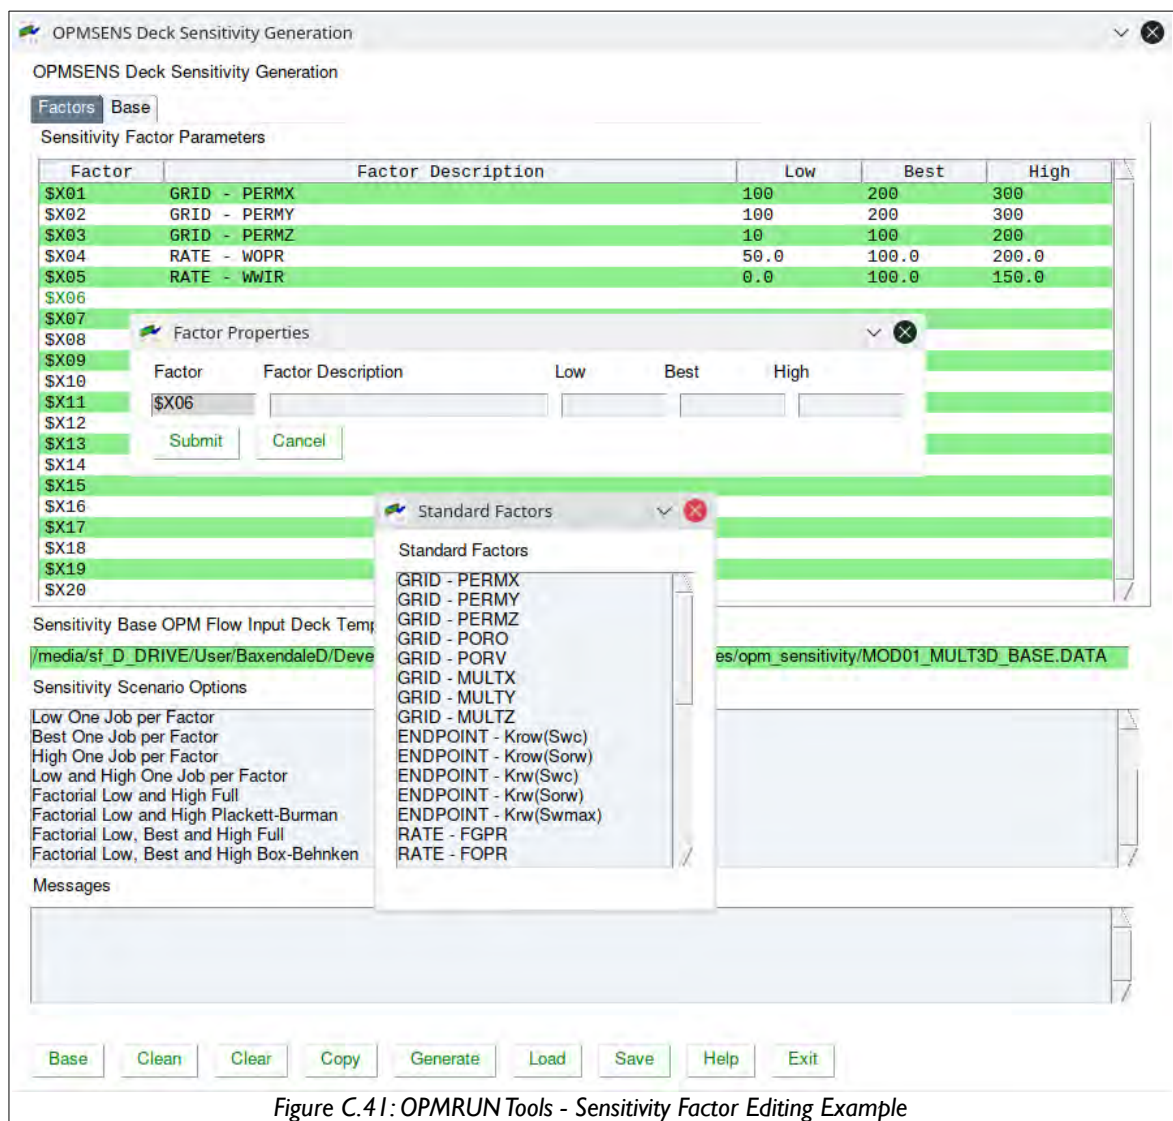 OPMSENS Deck Sensitivity Generation
OPMSENS Deck Sensitivity Generation
Factors Base
Sensitivity Factor Parameters
Factor Factor Description Low Best High
$X01 GRID - PERMX 100 200 300
$X02 GRID - PERMY 100 200 300
$X03 GRID - PERMZ 10 100 200
$X04 RATE - WOPR 50.0 100.0 200.0
$X05 RATE - WWIR 0.0 100.0 150.0
$X06
$X07
$X08
$X09
$X10
$X11
$X12
$X13
$X14
$X15
$X16
$X17
$X18
$X19
$X20
Factor Properties
Factor Factor Description Low Best High
$X06
Submit Cancel
Standard Factors
Standard Factors
GRID - PERMX
GRID - PERMY
GRID - PERMZ
GRID - PORO
GRID - PORV
GRID - MULTX
GRID - MULTY
GRID - MULTZ
ENDPOINT - Krow(Swc)
ENDPOINT - Krow(Sorw)
ENDPOINT - Krw(Swc)
ENDPOINT - Krw(Sorw)
ENDPOINT - Krw(Swmax)
RATE - FGPR
RATE - FOPR
Sensitivity Base OPM Flow Input Deck Temp
/media/sf_D_DRIVE/User/BaxendaleD/Deve es/opm_sensitivity/MOD01_MULT3D_BASE.DATA
Sensitivity Scenario Options
Low One Job per Factor
Best One Job per Factor
High One Job per Factor
Low and High One Job per Factor
Factorial Low and High Full
Factorial Low and High Plackett-Burman
Factorial Low, Best and High Full
Factorial Low, Best and High Box-Behnken
Messages
Base Clean Clear Copy Generate Load Save Help Exit
Figure C.41: OPMRUN Tools - Sensitivity Factor Editing Example